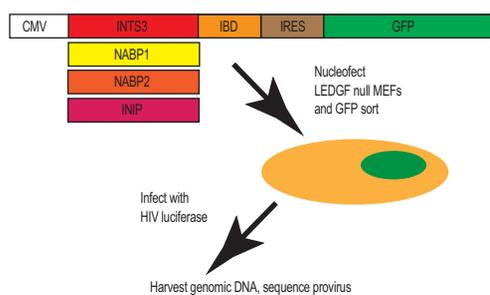 CMV INTS3 IBD IRES GFP
NABP1
NABP2
INIP
Nucleofect
LEDGF null MEFs
and GFP sort
Infect with
HIV luciferase
Harvest genomic DNA, sequence provirus